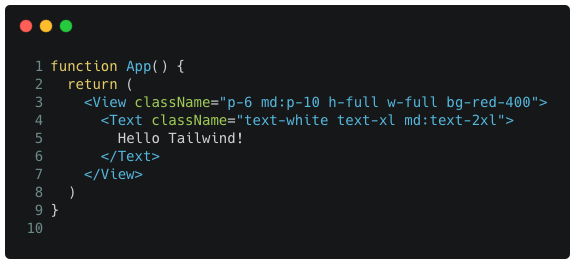 1 function App() {
2   return (
3     <View className="p-6 md:p-10 h-full w-full bg-red-400">
4       <Text className="text-white text-xl md:text-2xl">
5         Hello Tailwind!
6       </Text>
7     </View>
8   )
9 }
10